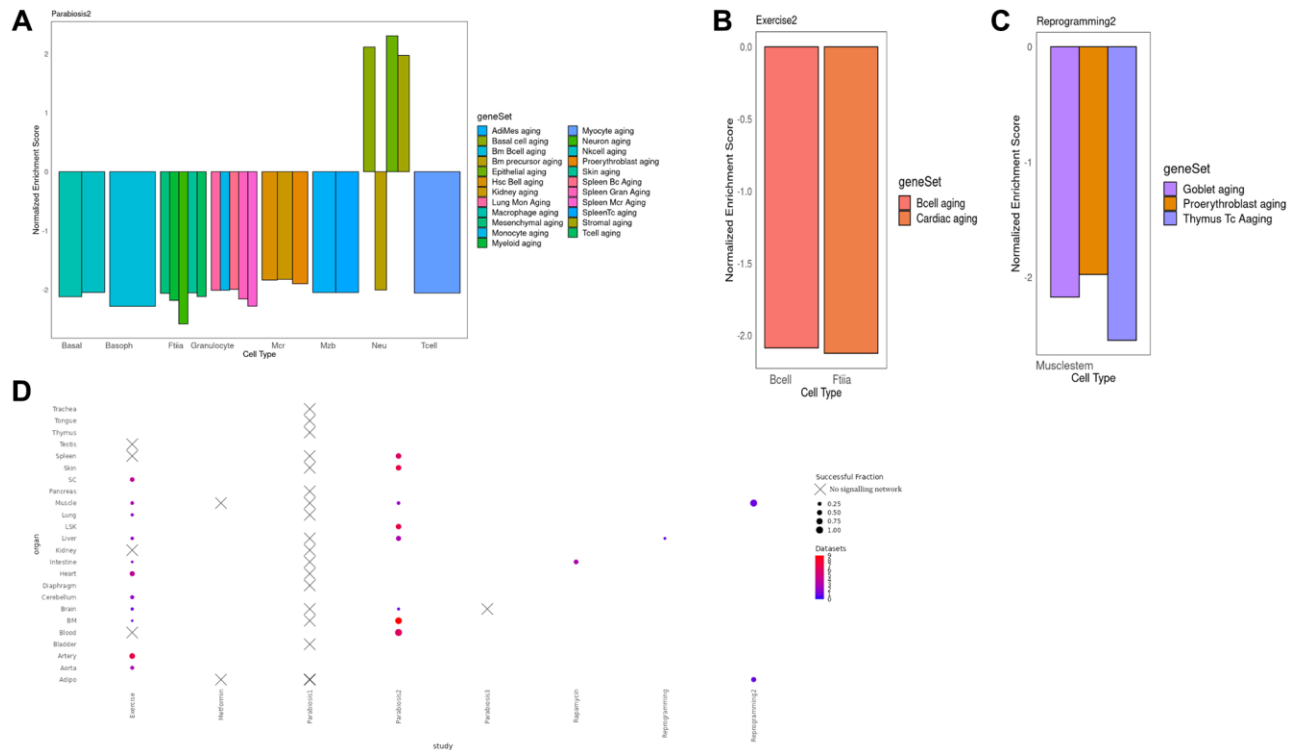 A
Parabiosis2
2
1
0
-1
-2
Normalized Enrichment Score
Basal Basoph Ftiia Granulocyte Mcr Mzb Neu Tcell
Cell Type
geneSet
AdiMes aging
Basal cell aging
Bm Bcell aging
Bm precursor aging
Epithelial aging
Hsc Bell aging
Kidney aging
Lung Mon Aging
Macrophage aging
Mesenchymal aging
Monocyte aging
Myeloid aging
Myocyte aging
Neuron aging
Nkcell aging
Proerythroblast aging
Skin aging
Spleen Bc Aging
Spleen Gran Aging
Spleen Mcr Aging
SpleenTc aging
Stromal aging
Tcell aging
B
Exercise2
0.0
-0.5
-1.0
-1.5
-2.0
Normalized Enrichment Score
Bcell Ftiia
Cell Type
geneSet
Bcell aging
Cardiac aging
C
Reprogramming2
0
-1
-2
Normalized Enrichment Score
Musclestem
Cell Type
geneSet
Goblet aging
Proerythroblast aging
Thymus Tc Aaging
D
organ
Trachea
Tongue
Thymus
Testis
Spleen
Skin
SC
Pancreas
Muscle
Lung
LSK
Liver
Kidney
Intestine
Heart
Diaphragm
Cerebellum
Brain
BM
Blood
Bladder
Artery
Aorta
Adipo
Exercise
Metformin
Parabiosis1
Parabiosis2
Parabiosis3
Rapamycin
Reprogramming
Reprogramming2
study
Successful Fraction
No signalling network
0.25
0.50
0.75
1.00
Datasets